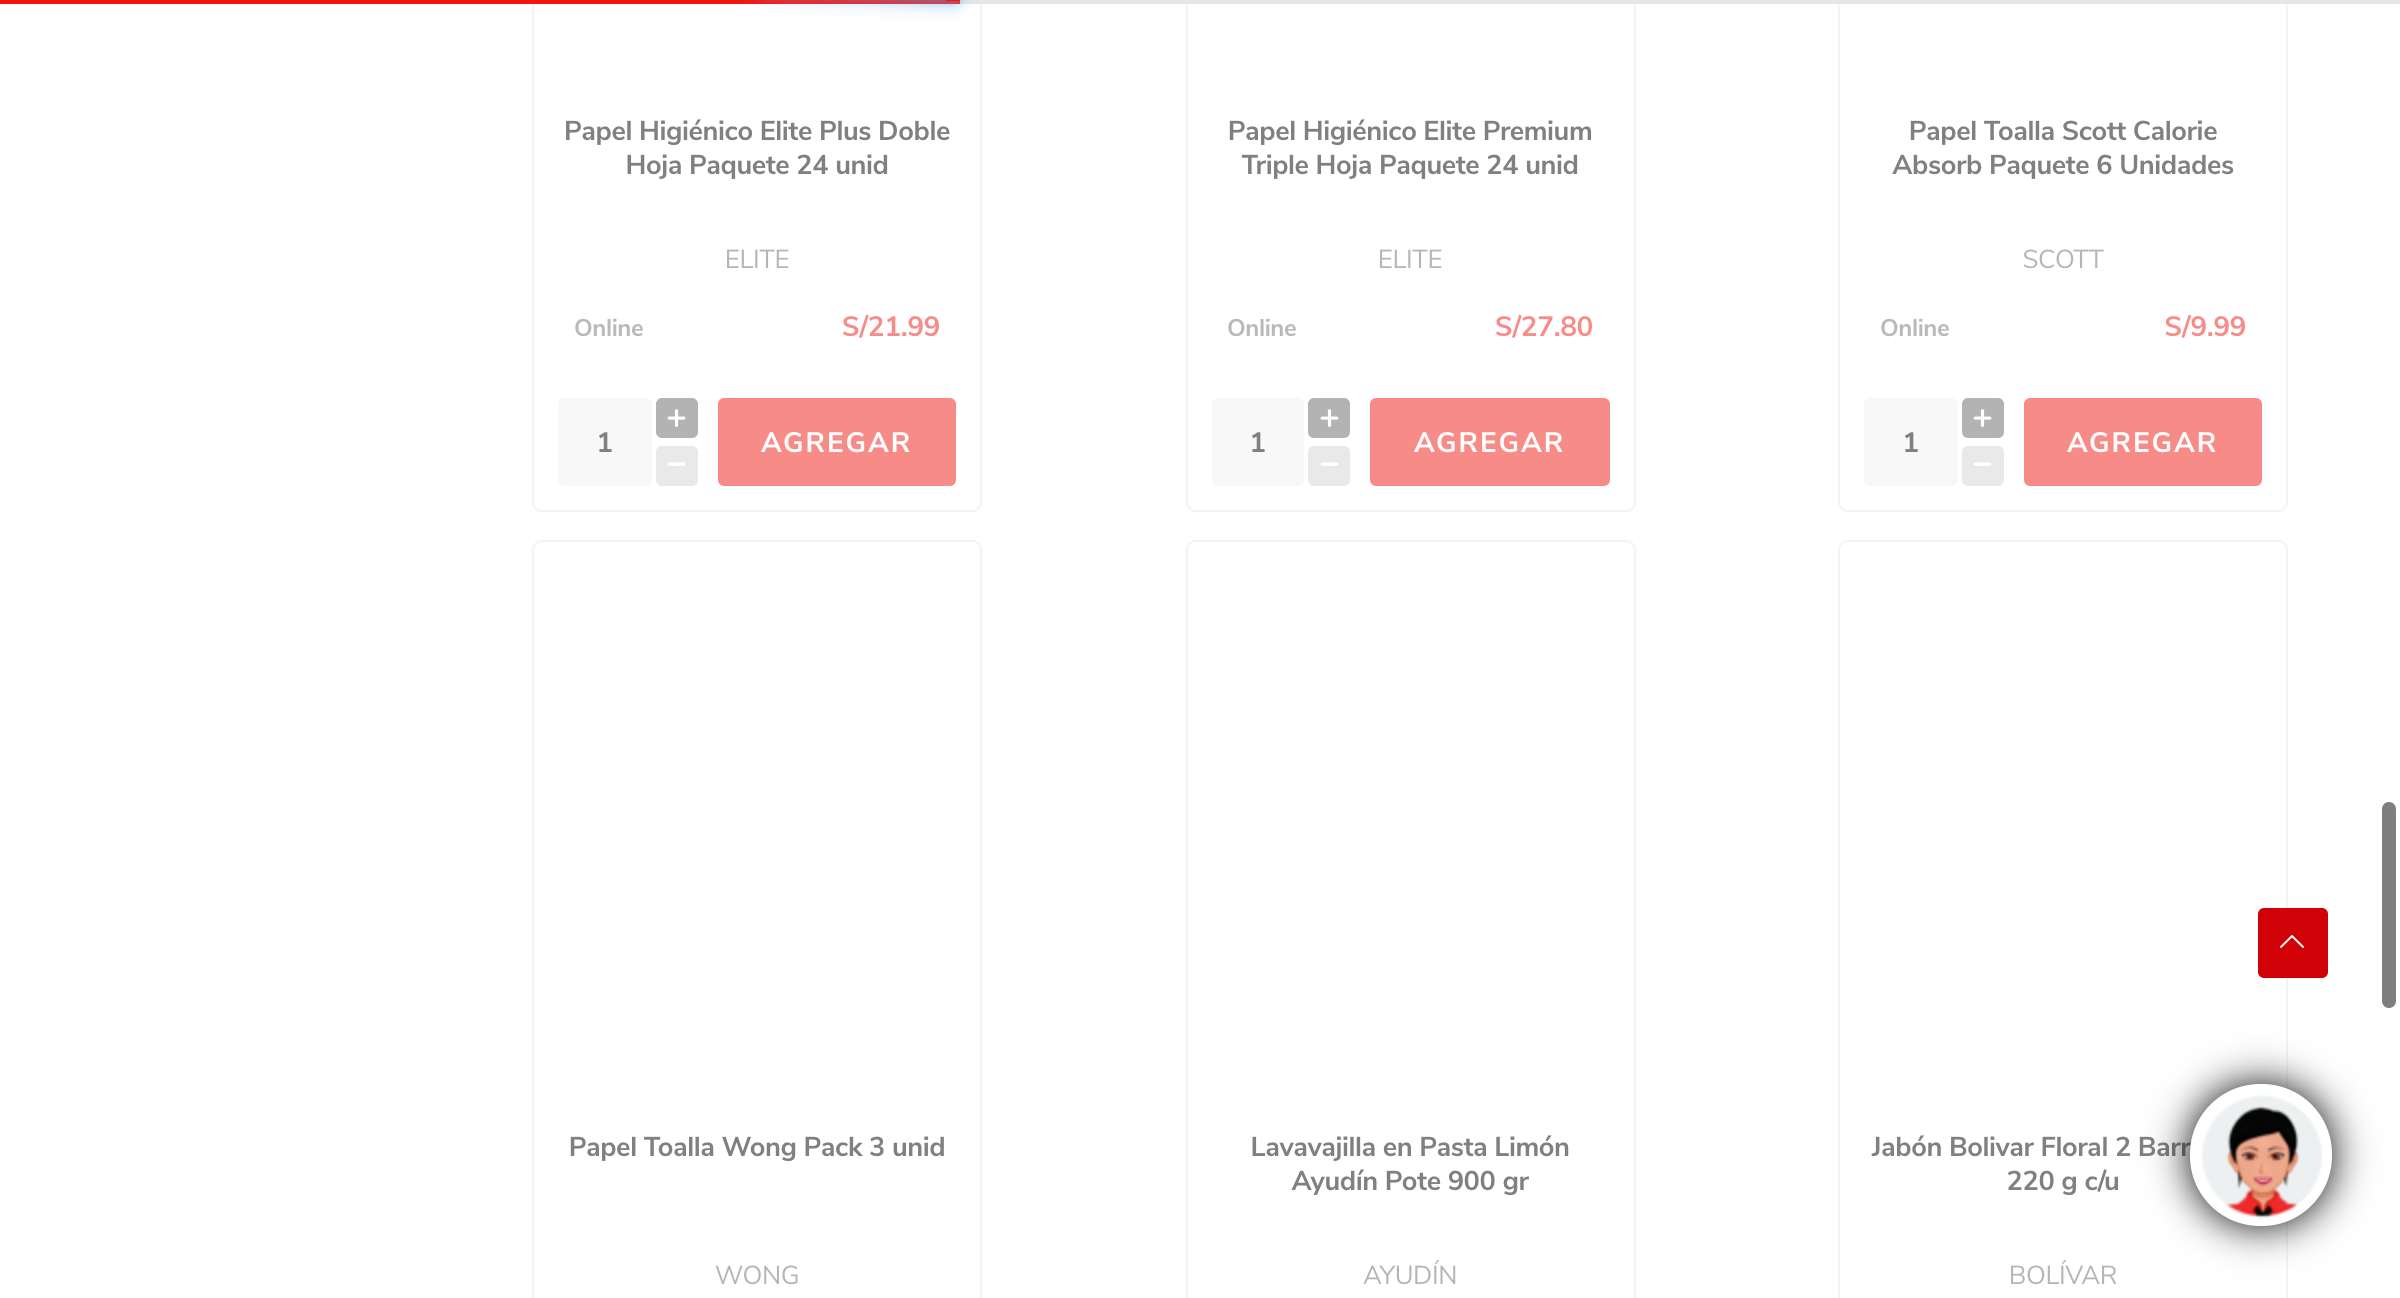 Papel Higiénico Elite Plus Doble
Hoja Paquete 24 unid
ELITE
Online S/21.99
1 + − AGREGAR
Papel Higiénico Elite Premium
Triple Hoja Paquete 24 unid
ELITE
Online S/27.80
1 + − AGREGAR
Papel Toalla Scott Calorie
Absorb Paquete 6 Unidades
SCOTT
Online S/9.99
1 + − AGREGAR
Papel Toalla Wong Pack 3 unid
WONG
Lavavajilla en Pasta Limón
Ayudín Pote 900 gr
AYUDÍN
Jabón Bolivar Floral 2 Barr
220 g c/u
BOLÍVAR